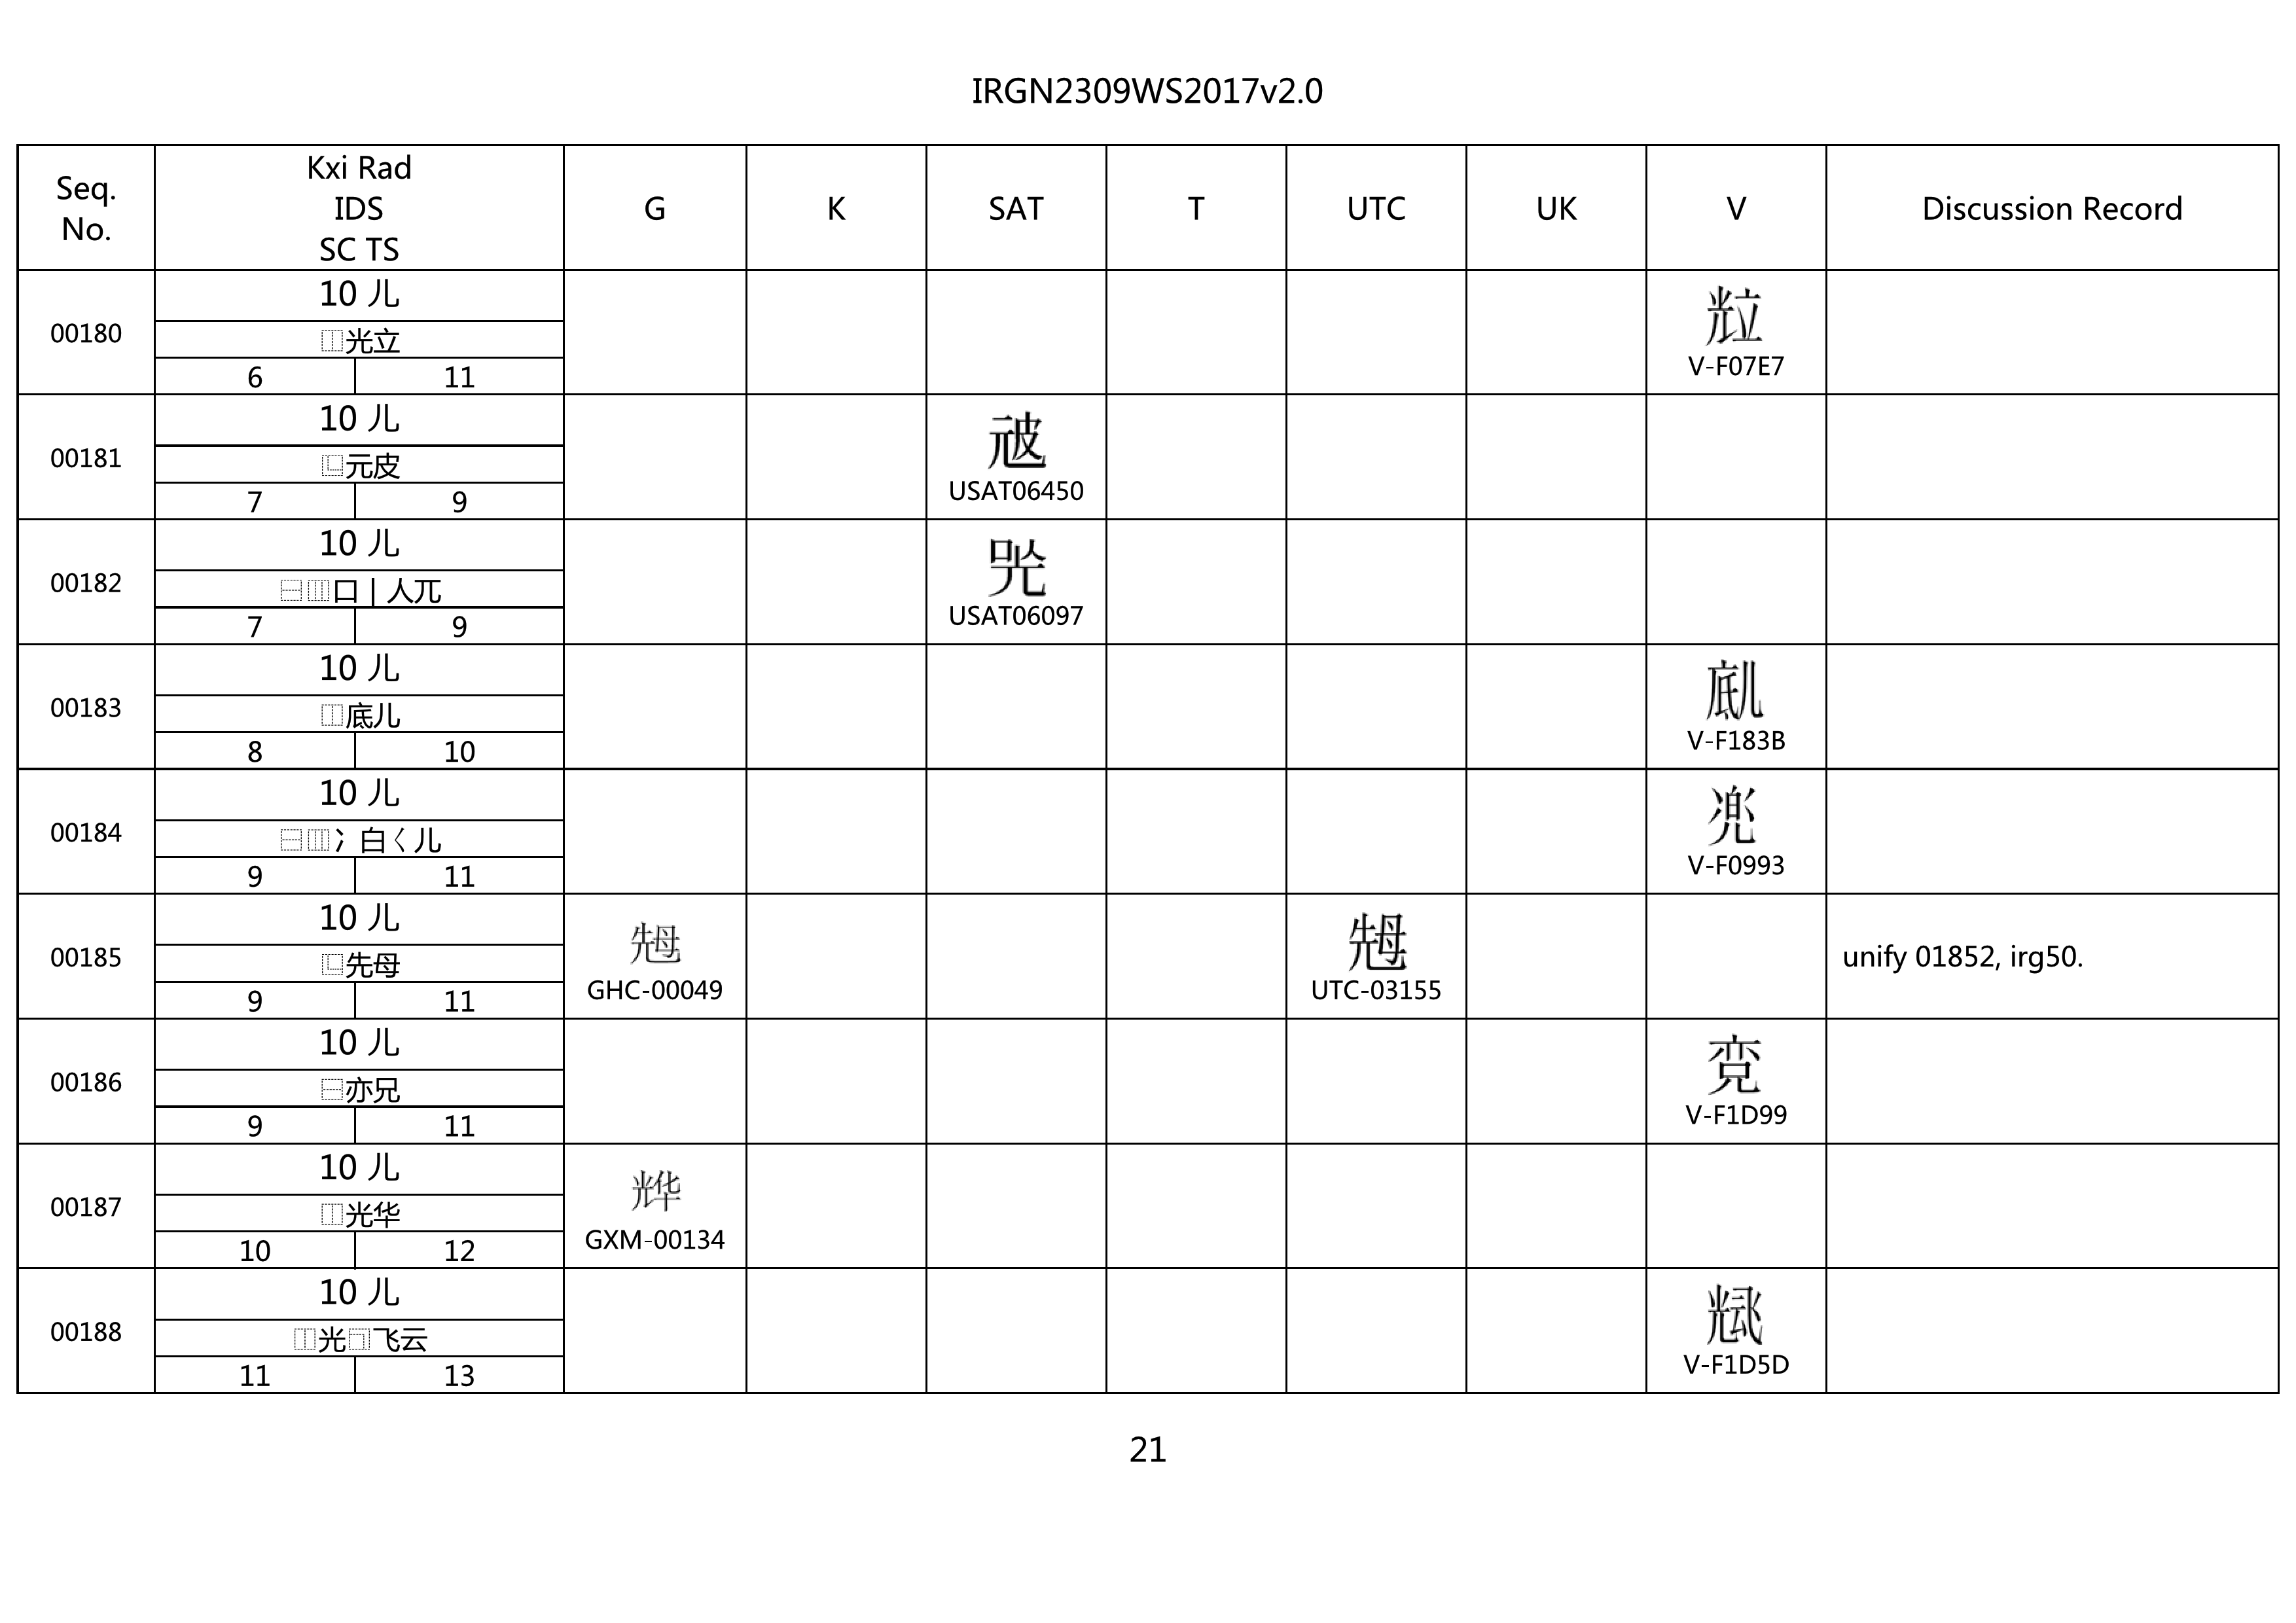 IRGN2309WS2017v2.0
Seq. No. Kxi Rad IDS SC TS G K SAT T UTC UK V Discussion Record
00180
10 儿
⿰光立
6 11
V-F07E7
00181
10 儿
⿺元皮
7 9
USAT06450
00182
10 儿
⿱⿲口丨人兀
7 9
USAT06097
00183
10 儿
⿰底儿
8 10
V-F183B
00184
10 儿
⿱⿲冫白巜儿
9 11
V-F0993
00185
10 儿
⿺先母
9 11
GHC-00049
UTC-03155
unify 01852, irg50.
00186
10 儿
⿱亦兄
9 11
V-F1D99
00187
10 儿
⿰光华
10 12
GXM-00134
00188
10 儿
⿰光⿹飞云
11 13
V-F1D5D
21